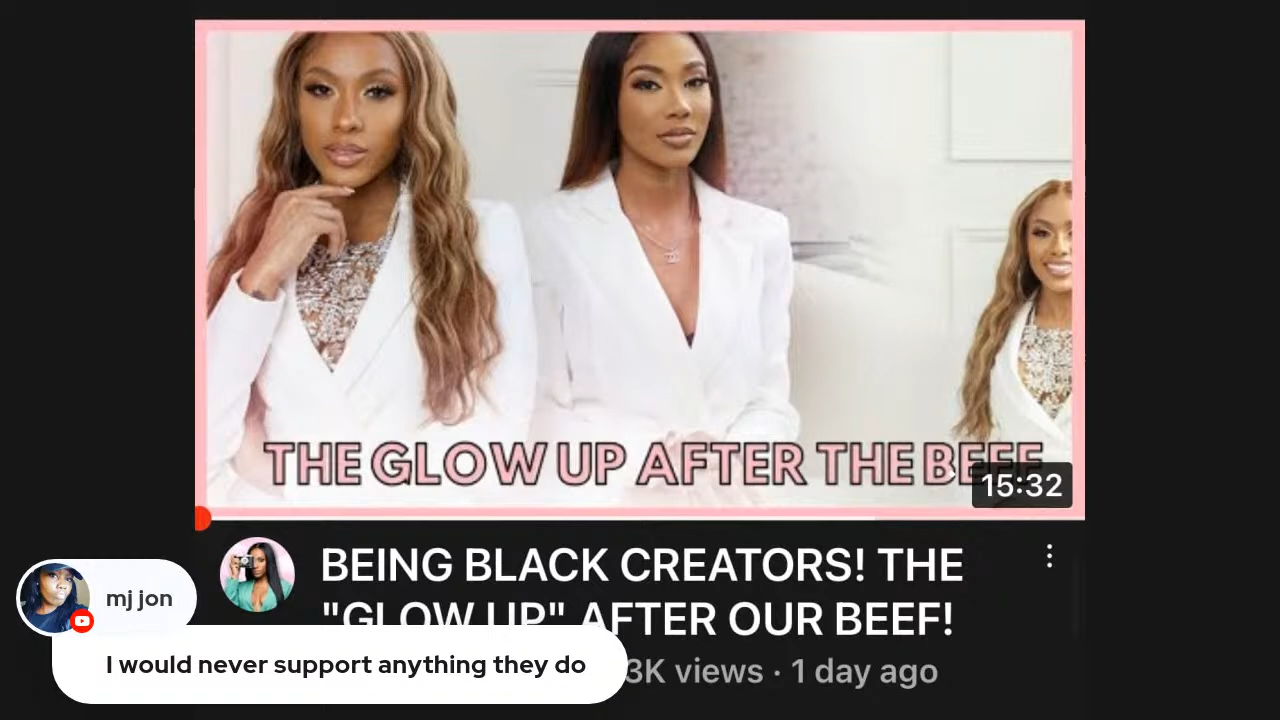 THE GLOW UP AFTER THE BEEF
15:32
BEING BLACK CREATORS! THE
"GLOW UP" AFTER OUR BEEF!
3K views · 1 day ago
mj jon
I would never support anything they do